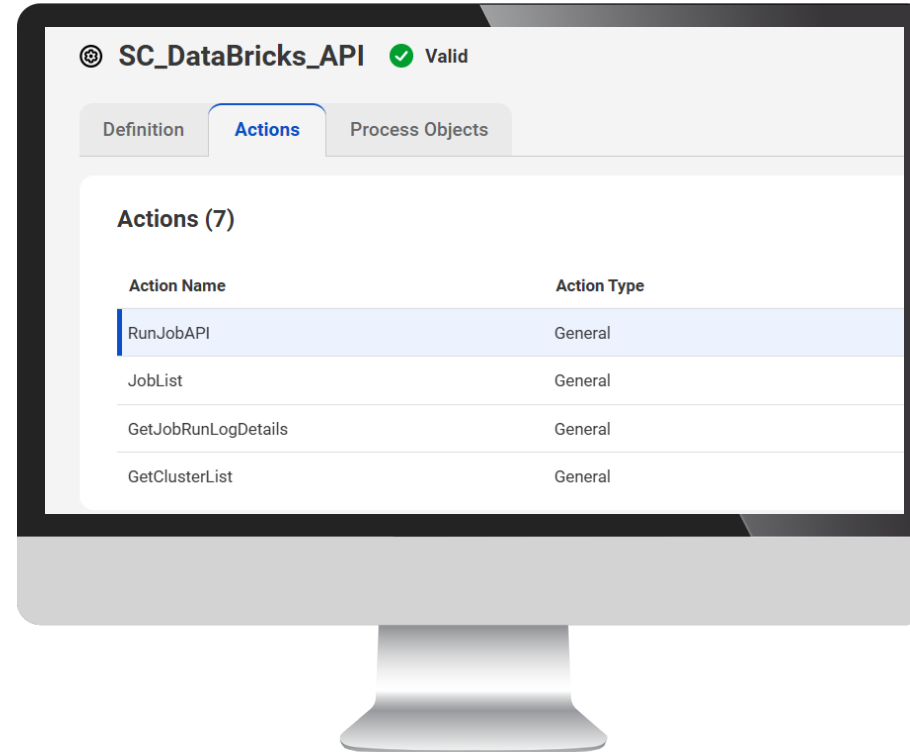 SC_DataBricks_API Valid
Definition Actions Process Objects
Actions (7)
Action Name Action Type
RunJobAPI General
JobList General
GetJobRunLogDetails General
GetClusterList General